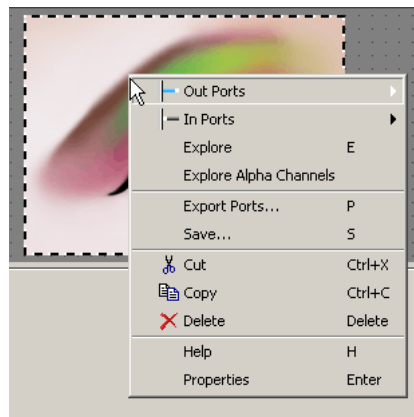 Out Ports
In Ports
Explore E
Explore Alpha Channels
Export Ports... P
Save... S
Cut Ctrl+X
Copy Ctrl+C
Delete Delete
Help H
Properties Enter